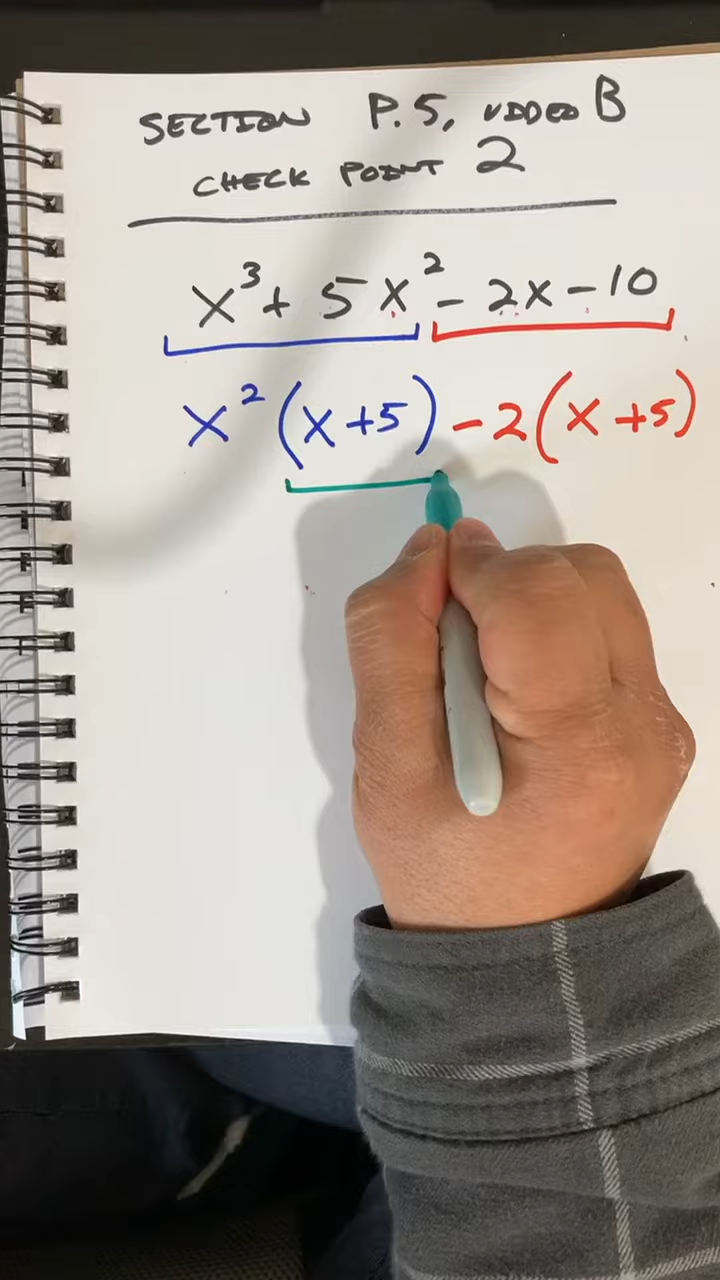 SECTION P.5, VIDEO B
CHECK POINT 2
x³ + 5x² - 2x - 10
x² (x+5) - 2 (x+5)